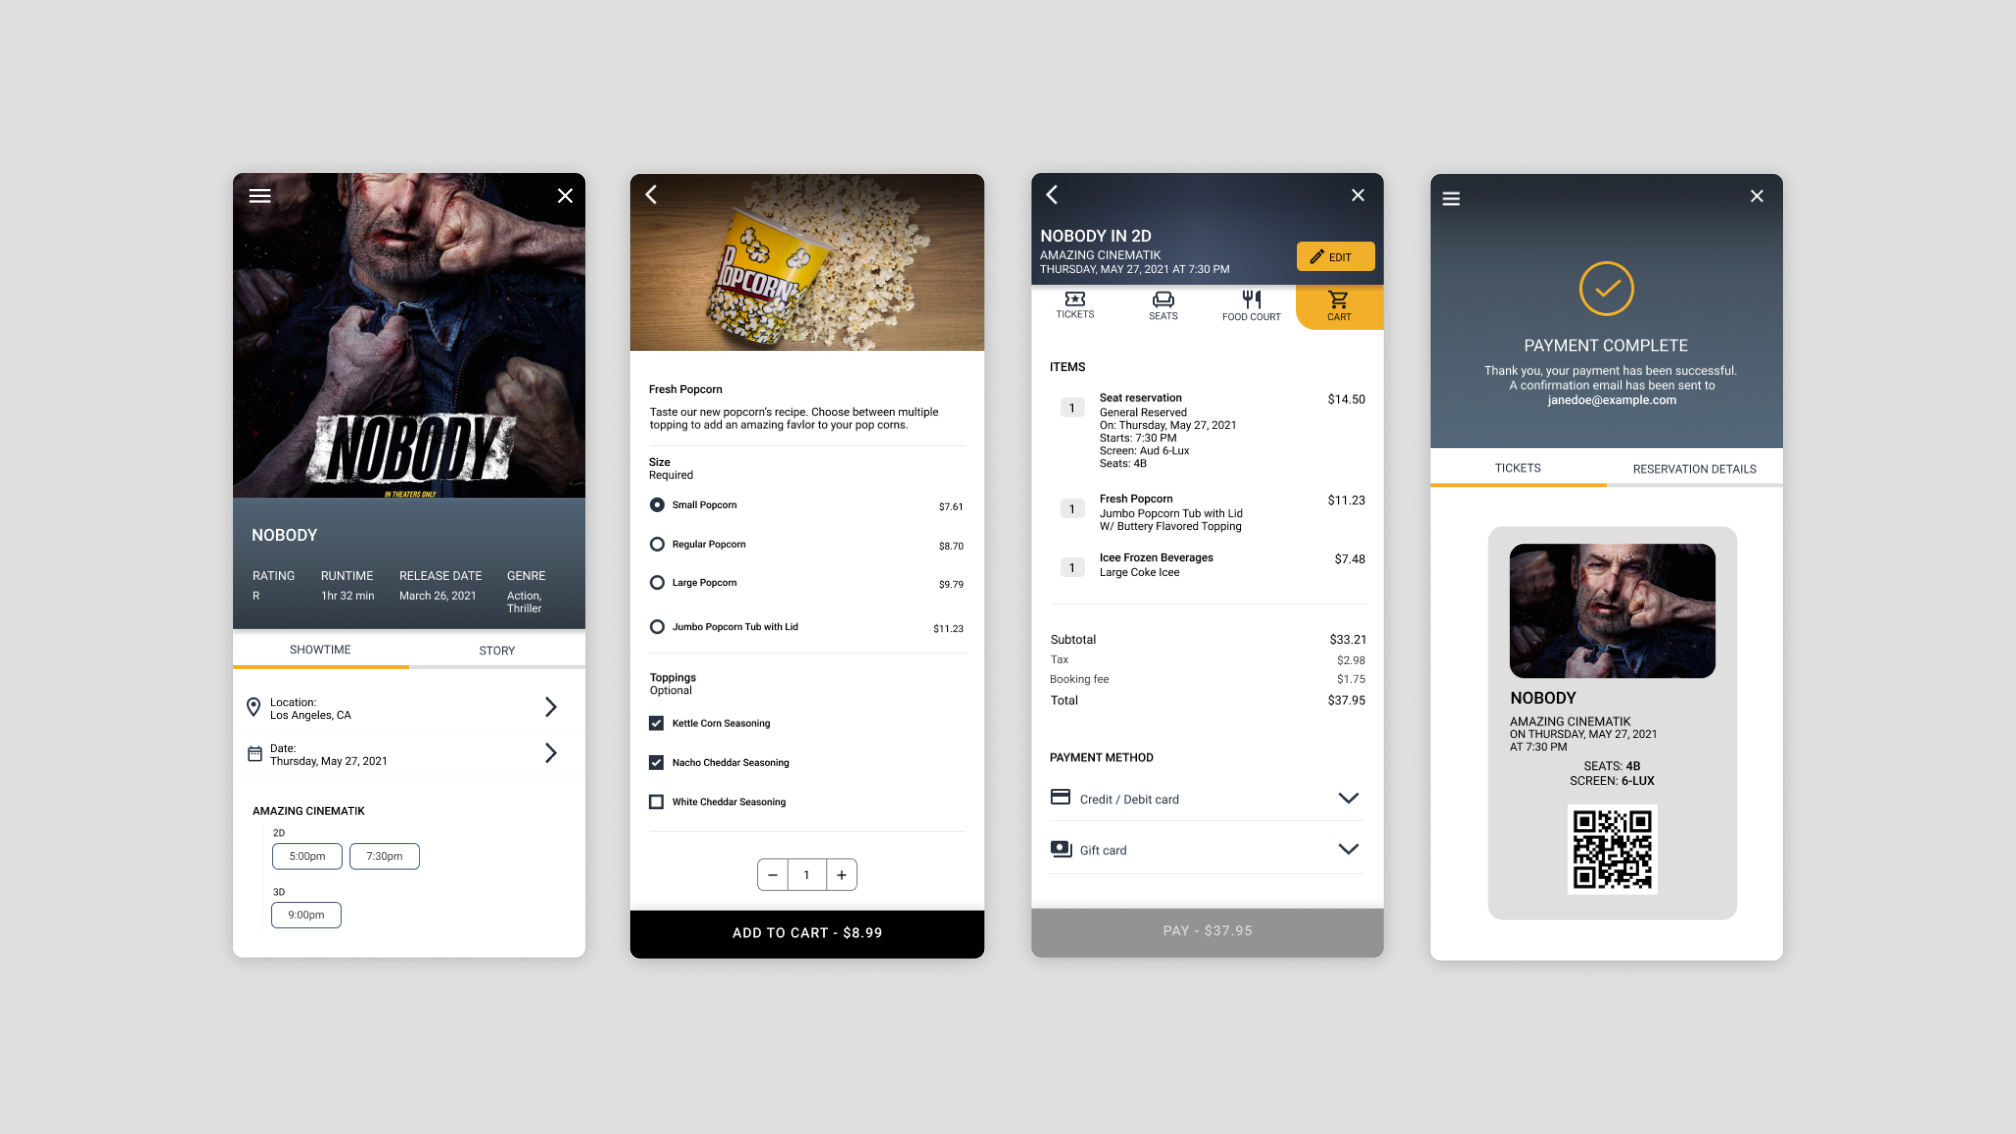 NOBODY
IN THEATERS ONLY
NOBODY
RATING RUNTIME RELEASE DATE GENRE
R 1hr 32 min March 26, 2021 Action,
Thriller
SHOWTIME STORY
Location:
Los Angeles, CA
Date:
Thursday, May 27, 2021
AMAZING CINEMATIK
2D
5:00pm 7:30pm
3D
9:00pm
POPCORN
Fresh Popcorn
Taste our new popcorn's recipe. Choose between multiple
topping to add an amazing favlor to your pop corns.
Size
Required
Small Popcorn $7.61
Regular Popcorn $8.70
Large Popcorn $9.79
Jumbo Popcorn Tub with Lid $11.23
Toppings
Optional
Kettle Corn Seasoning
Nacho Cheddar Seasoning
White Cheddar Seasoning
− 1 +
ADD TO CART - $8.99
NOBODY IN 2D
AMAZING CINEMATIK
THURSDAY, MAY 27, 2021 AT 7:30 PM
EDIT
TICKETS SEATS FOOD COURT CART
ITEMS
1 Seat reservation $14.50
General Reserved
On: Thursday, May 27, 2021
Starts: 7:30 PM
Screen: Aud 6-Lux
Seats: 4B
1 Fresh Popcorn $11.23
Jumbo Popcorn Tub with Lid
W/ Buttery Flavored Topping
1 Icee Frozen Beverages $7.48
Large Coke Icee
Subtotal $33.21
Tax $2.98
Booking fee $1.75
Total $37.95
PAYMENT METHOD
Credit / Debit card
Gift card
PAY - $37.95
PAYMENT COMPLETE
Thank you, your payment has been successful.
A confirmation email has been sent to
janedoe@example.com
TICKETS RESERVATION DETAILS
NOBODY
AMAZING CINEMATIK
ON THURSDAY, MAY 27, 2021
AT 7:30 PM
SEATS: 4B
SCREEN: 6-LUX